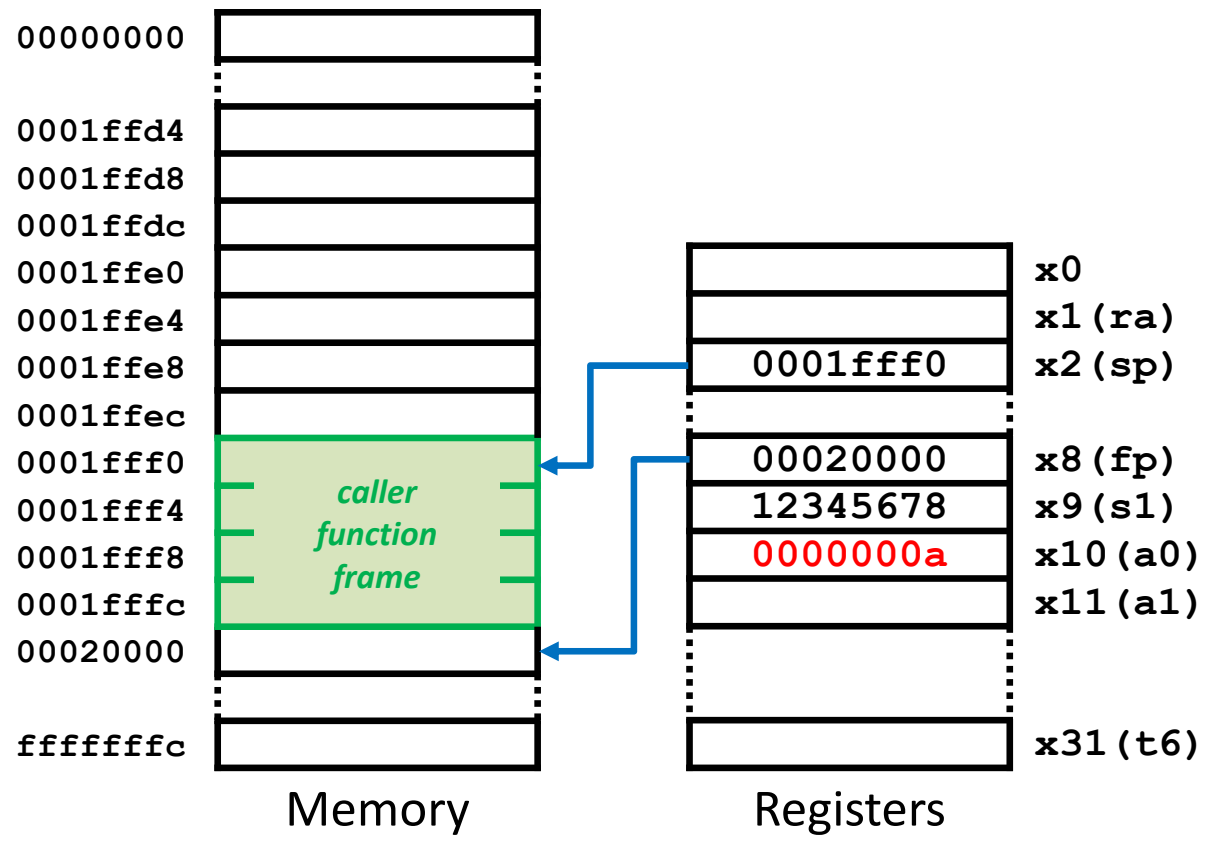 00000000
0001ffd4
0001ffd8
0001ffdc
0001ffe0
0001ffe4
0001ffe8
0001ffec
0001fff0
0001fff4
0001fff8
0001fffc
00020000
fffffffc
caller
function
frame
Memory
x0
x1(ra)
0001fff0 x2(sp)
00020000 x8(fp)
12345678 x9(s1)
0000000a x10(a0)
x11(a1)
x31(t6)
Registers